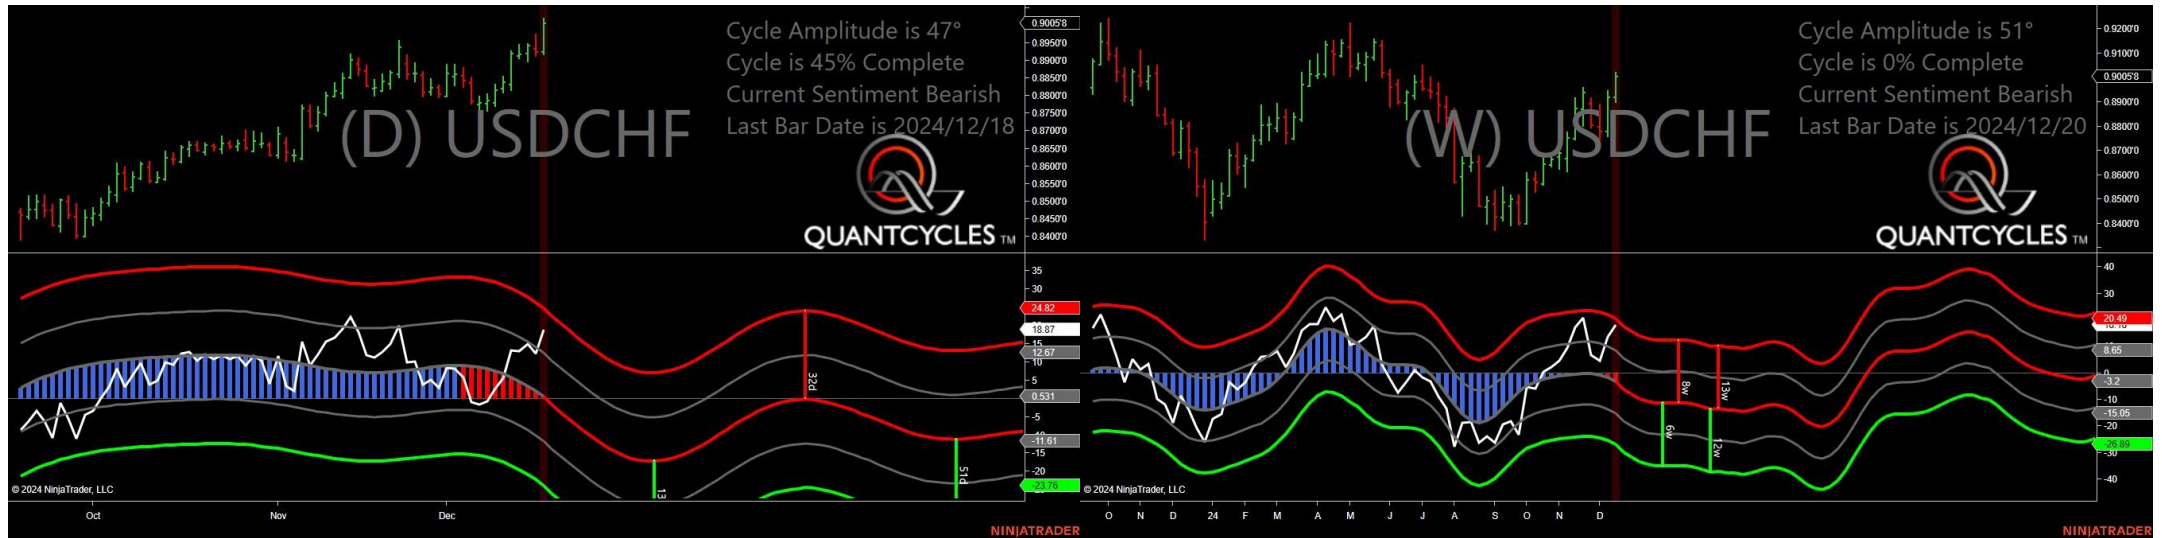 Cycle Amplitude is 47°
Cycle is 45% Complete
Current Sentiment Bearish
Last Bar Date is 2024/12/18
(D) USDCHF
QUANTCYCLES TM
0.9005'8
0.8950'0
0.8900'0
0.8850'0
0.8800'0
0.8700'0
0.8600'0
0.8550'0
0.8500'0
0.8450'0
0.8400'0
35
30
24.82
18.87
15
12.67
10
5
0.531
-5
-11.61
-15
-20
-23.76
32d
13
51d
© 2024 NinjaTrader, LLC
Oct
Nov
Dec
NINJATRADER
Cycle Amplitude is 51°
Cycle is 0% Complete
Current Sentiment Bearish
Last Bar Date is 2024/12/20
(W) USDCHF
QUANTCYCLES TM
0.9200'0
0.9100'0
0.9005'8
0.8900'0
0.8800'0
0.8700'0
0.8600'0
0.8500'0
0.8400'0
40
30
20.49
8.65
0
-3.2
-10
-15.05
-20
-26.89
-30
-40
8w
13w
6w
12w
© 2024 NinjaTrader, LLC
O N D 24 F M A M J J A S O N D
NINJATRADER